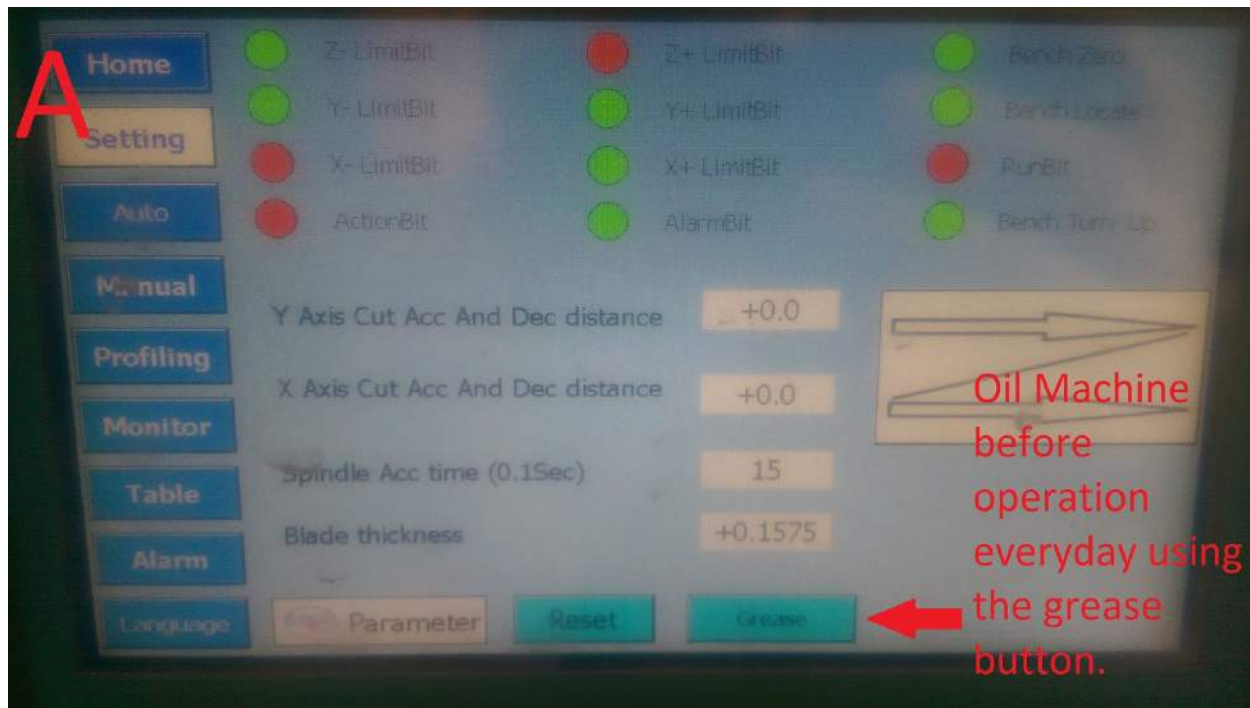 A
Home
Z- LimitBit
Z+ LimitBit
Bench Zero
Setting
Y- LimitBit
Y+ LimitBit
Bench Locate
X- LimitBit
X+ LimitBit
RunBit
Auto
ActionBit
AlarmBit
Bench Turn Up
Manual
Y Axis Cut Acc And Dec distance
+0.0
Profiling
X Axis Cut Acc And Dec distance
+0.0
Monitor
Spindle Acc time (0.1Sec)
15
Table
Blade thickness
+0.1575
Alarm
Language
Parameter
Reset
Grease
Oil Machine
before
operation
everyday using
the grease
button.